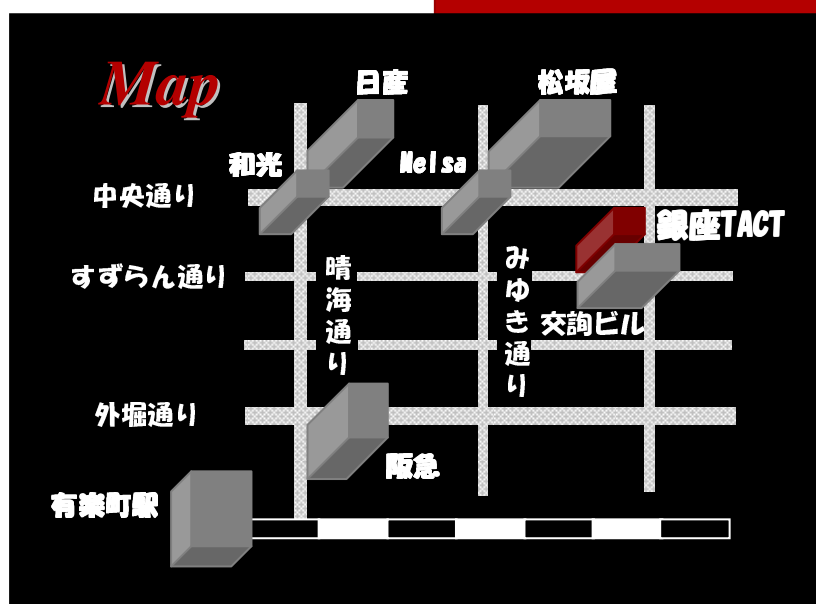 Map
日産
松坂屋
和光
Melsa
中央通り
銀座TACT
すずらん通り
晴海通り
みゆき通り
交詢ビル
外堀通り
阪急
有楽町駅